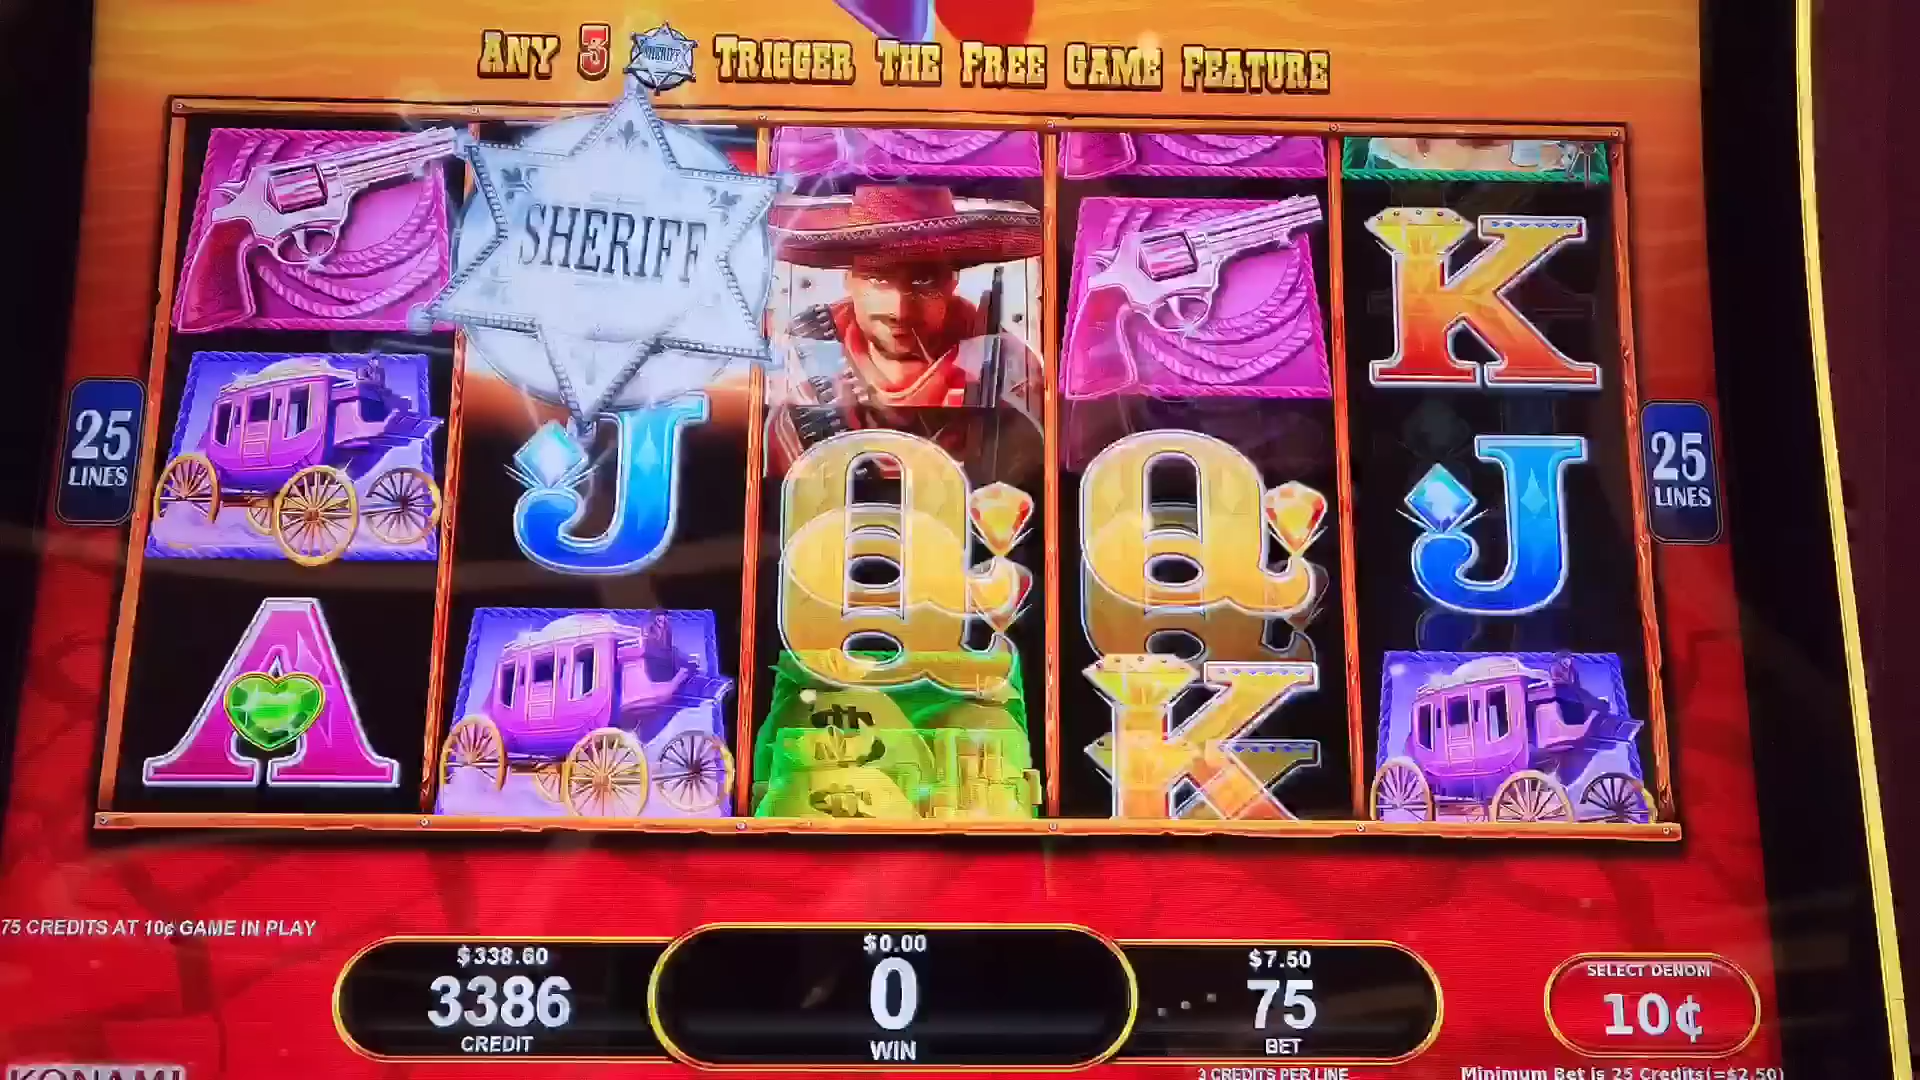 ANY 3 SHERIFF TRIGGER THE FREE GAME FEATURE
SHERIFF
K
25
LINES
J
Q
Q
J
25
LINES
A
K
75 CREDITS AT 10¢ GAME IN PLAY
$338.60
3386
CREDIT
$0.00
0
WIN
$7.50
75
BET
SELECT DENOM
10¢
KONAMI
3 CREDITS PER LINE
Minimum Bet is 25 Credits(=$2.50)